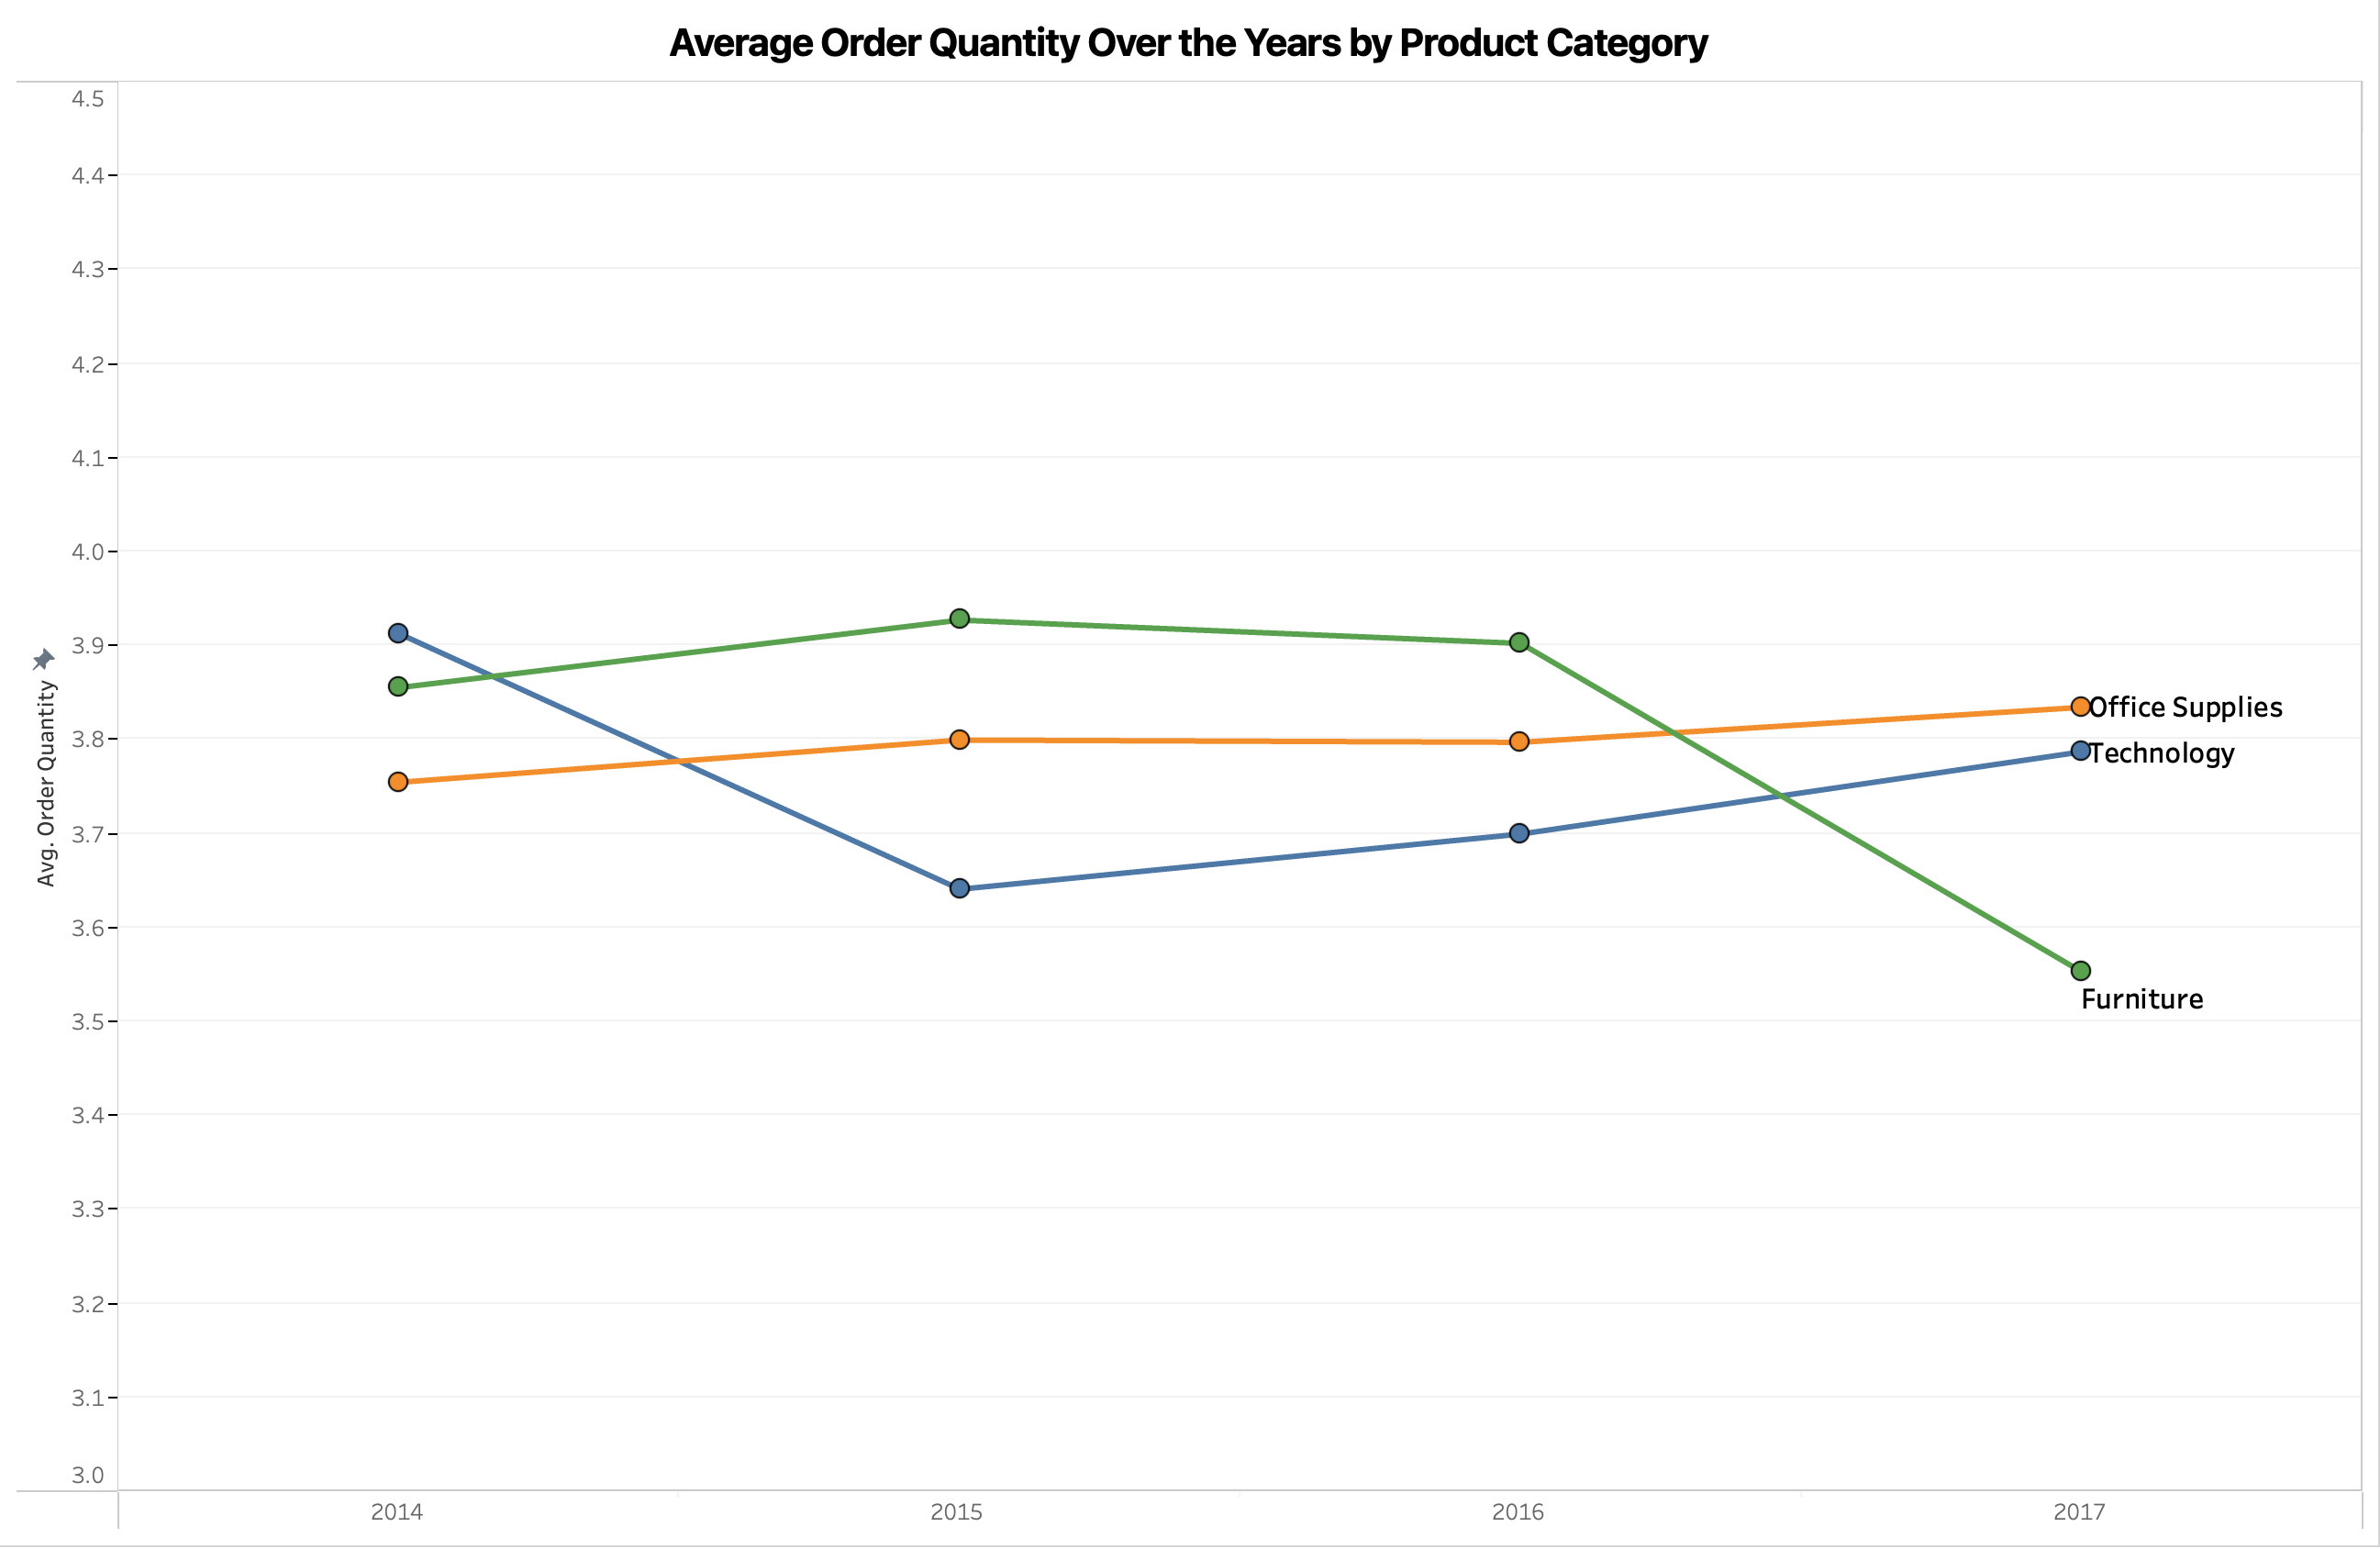 Average Order Quantity Over the Years by Product Category
4.5
4.4
4.3
4.2
4.1
4.0
3.9
3.8
3.7
3.6
3.5
3.4
3.3
3.2
3.1
3.0
Avg. Order Quantity
Office Supplies
Technology
Furniture
2014 2015 2016 2017